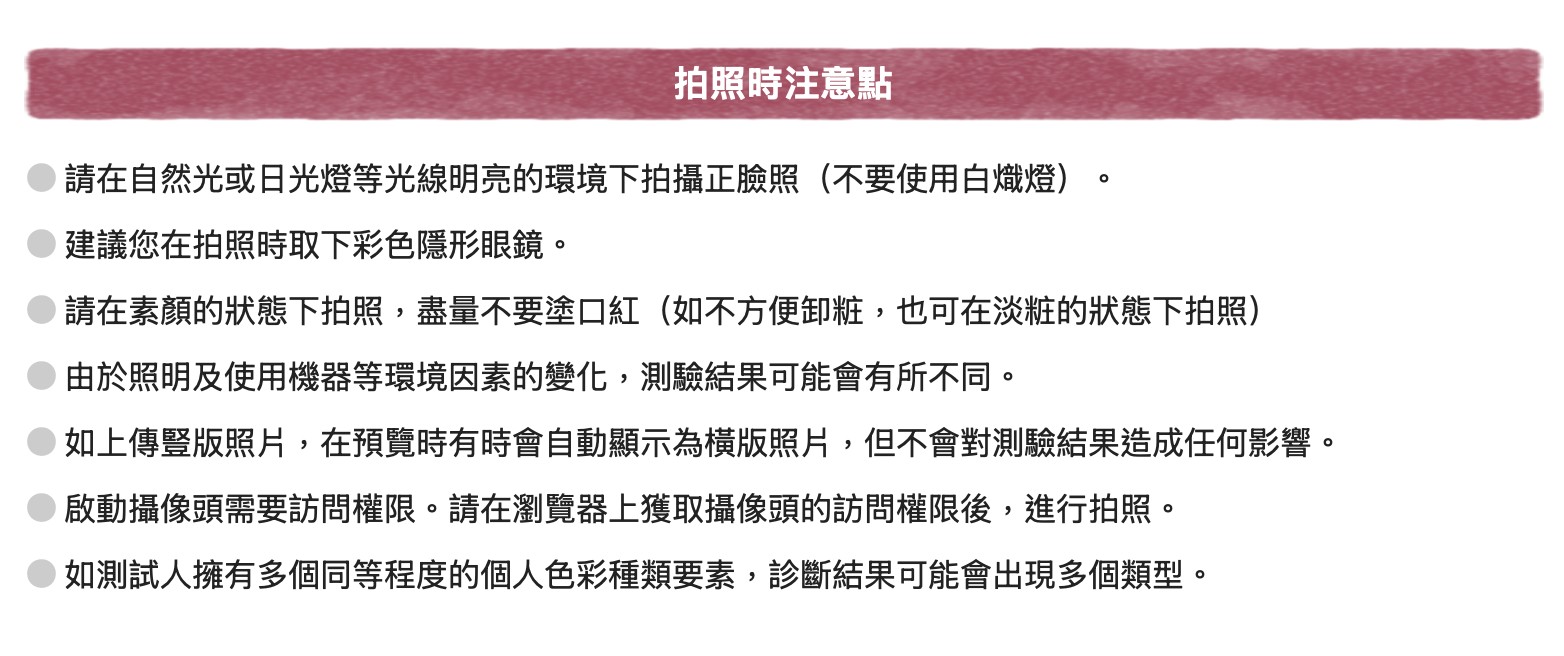 拍照時注意點
請在自然光或日光燈等光線明亮的環境下拍攝正臉照（不要使用白熾燈）。
建議您在拍照時取下彩色隱形眼鏡。
請在素顏的狀態下拍照，盡量不要塗口紅（如不方便卸粧，也可在淡粧的狀態下拍照）
由於照明及使用機器等環境因素的變化，測驗結果可能會有所不同。
如上傳豎版照片，在預覽時有時會自動顯示為橫版照片，但不會對測驗結果造成任何影響。
啟動攝像頭需要訪問權限。請在瀏覽器上獲取攝像頭的訪問權限後，進行拍照。
如測試人擁有多個同等程度的個人色彩種類要素，診斷結果可能會出現多個類型。